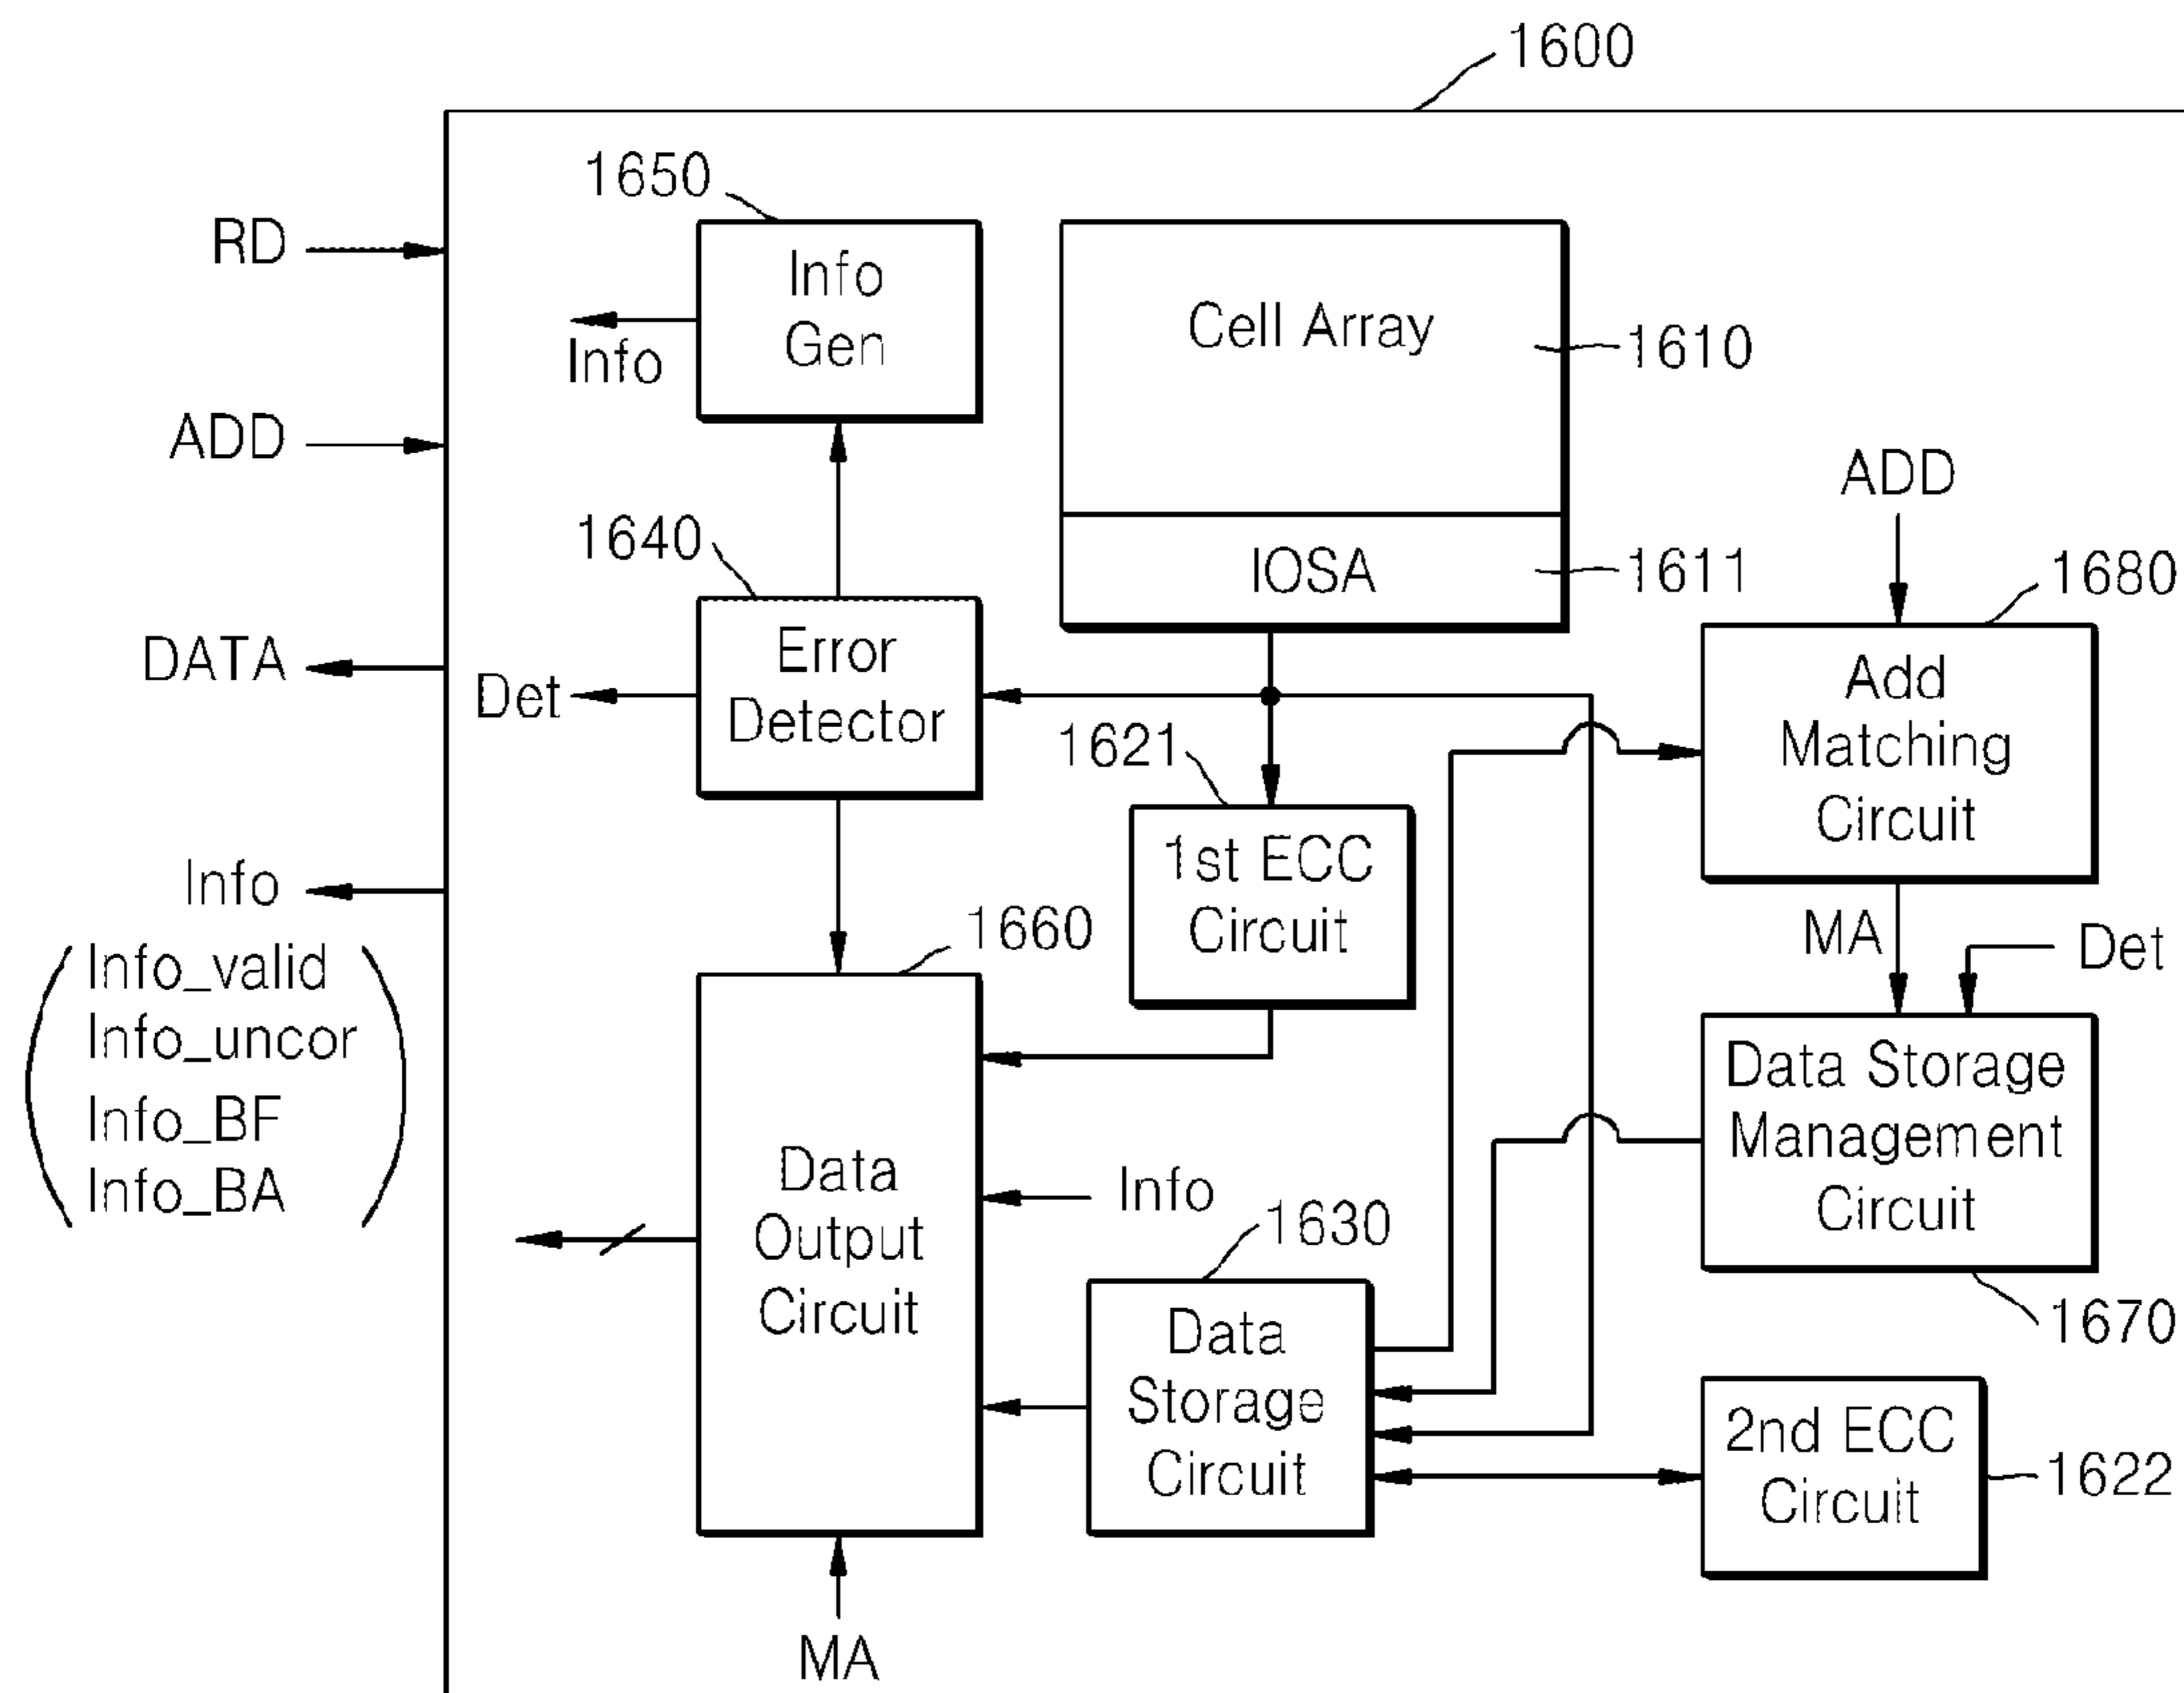 1600
1650
RD
Info
Gen
Info
Cell Array
1610
ADD
ADD
1640
IOSA
1611
1680
DATA
Det
Error
Detector
Add
Matching
Circuit
1621
1st ECC
Circuit
Info
Info_valid
Info_uncor
Info_BF
Info_BA
1660
MA
Det
Data Storage
Management
Circuit
Data
Output
Circuit
Info
1630
1670
Data
Storage
Circuit
2nd ECC
Circuit
1622
MA